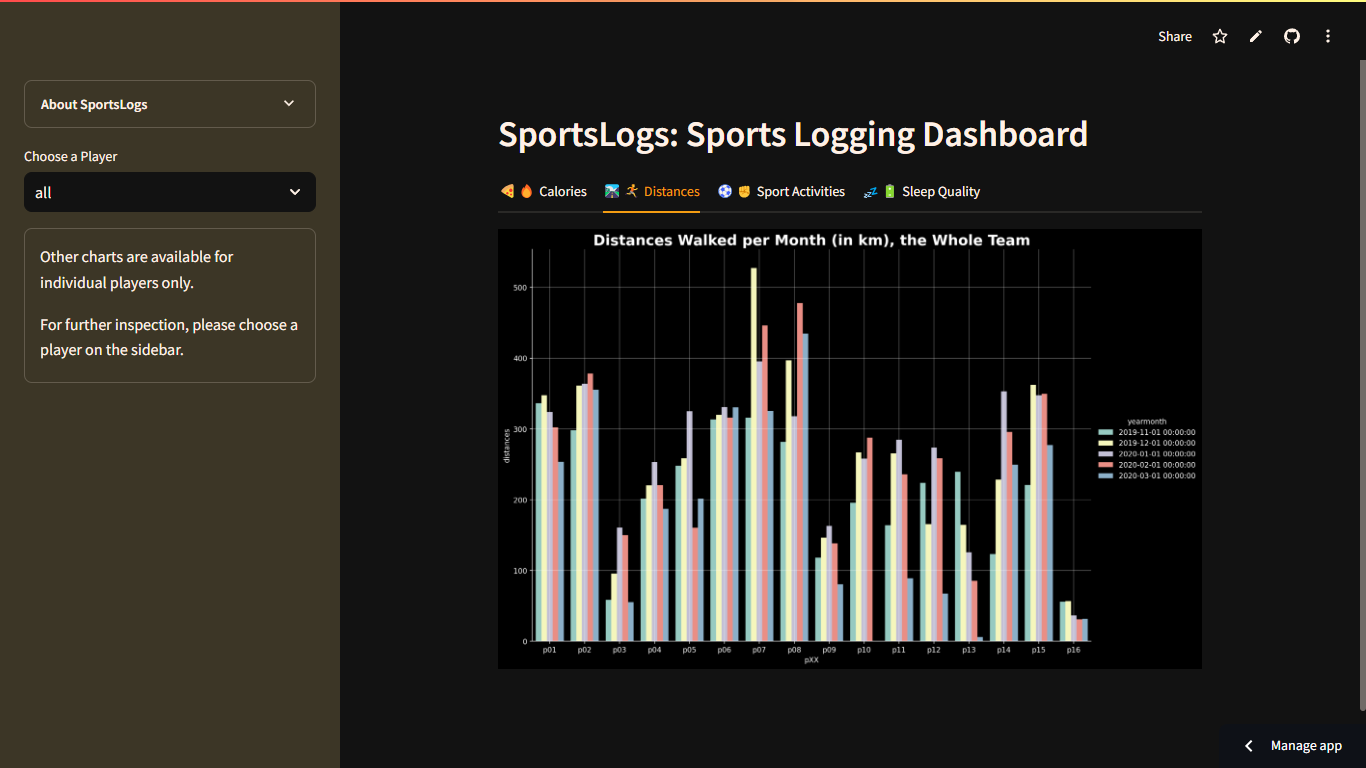 Share
About SportsLogs
Choose a Player
all
Other charts are available for
individual players only.
For further inspection, please choose a
player on the sidebar.
SportsLogs: Sports Logging Dashboard
Calories
Distances
Sport Activities
Sleep Quality
Distances Walked per Month (in km), the Whole Team
distances
500
400
300
200
100
0
p01 p02 p03 p04 p05 p06 p07 p08 p09 p10 p11 p12 p13 p14 p15 p16
pXX
yearmonth
2019-11-01 00:00:00
2019-12-01 00:00:00
2020-01-01 00:00:00
2020-02-01 00:00:00
2020-03-01 00:00:00
Manage app